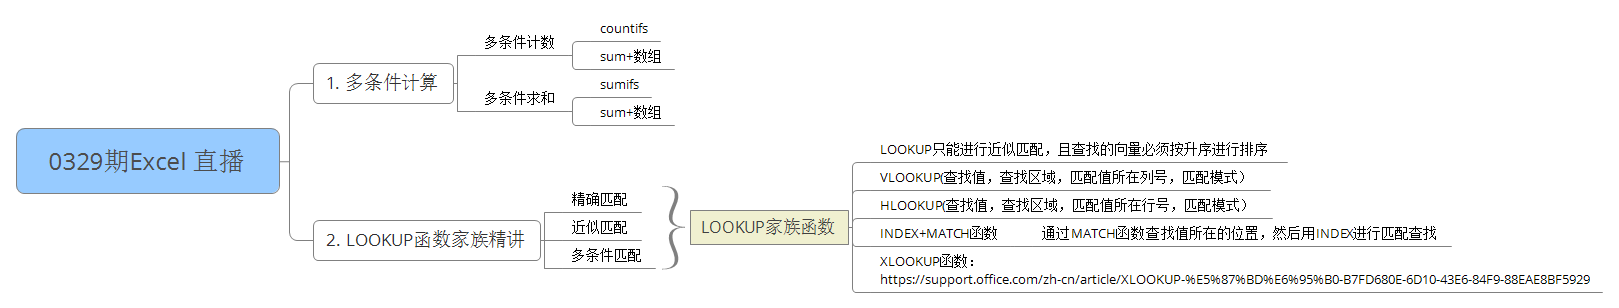 0329期Excel 直播
1. 多条件计算
多条件计数
countifs
sum+数组
多条件求和
sumifs
sum+数组
2. LOOKUP函数家族精讲
精确匹配
近似匹配
多条件匹配
LOOKUP家族函数
LOOKUP只能进行近似匹配，且查找的向量必须按升序进行排序
VLOOKUP(查找值，查找区域，匹配值所在列号，匹配模式）
HLOOKUP(查找值，查找区域，匹配值所在行号，匹配模式）
INDEX+MATCH函数 通过MATCH函数查找值所在的位置，然后用INDEX进行匹配查找
XLOOKUP函数：
https://support.office.com/zh-cn/article/XLOOKUP-%E5%87%BD%E6%95%B0-B7FD680E-6D10-43E6-84F9-88EAE8BF5929